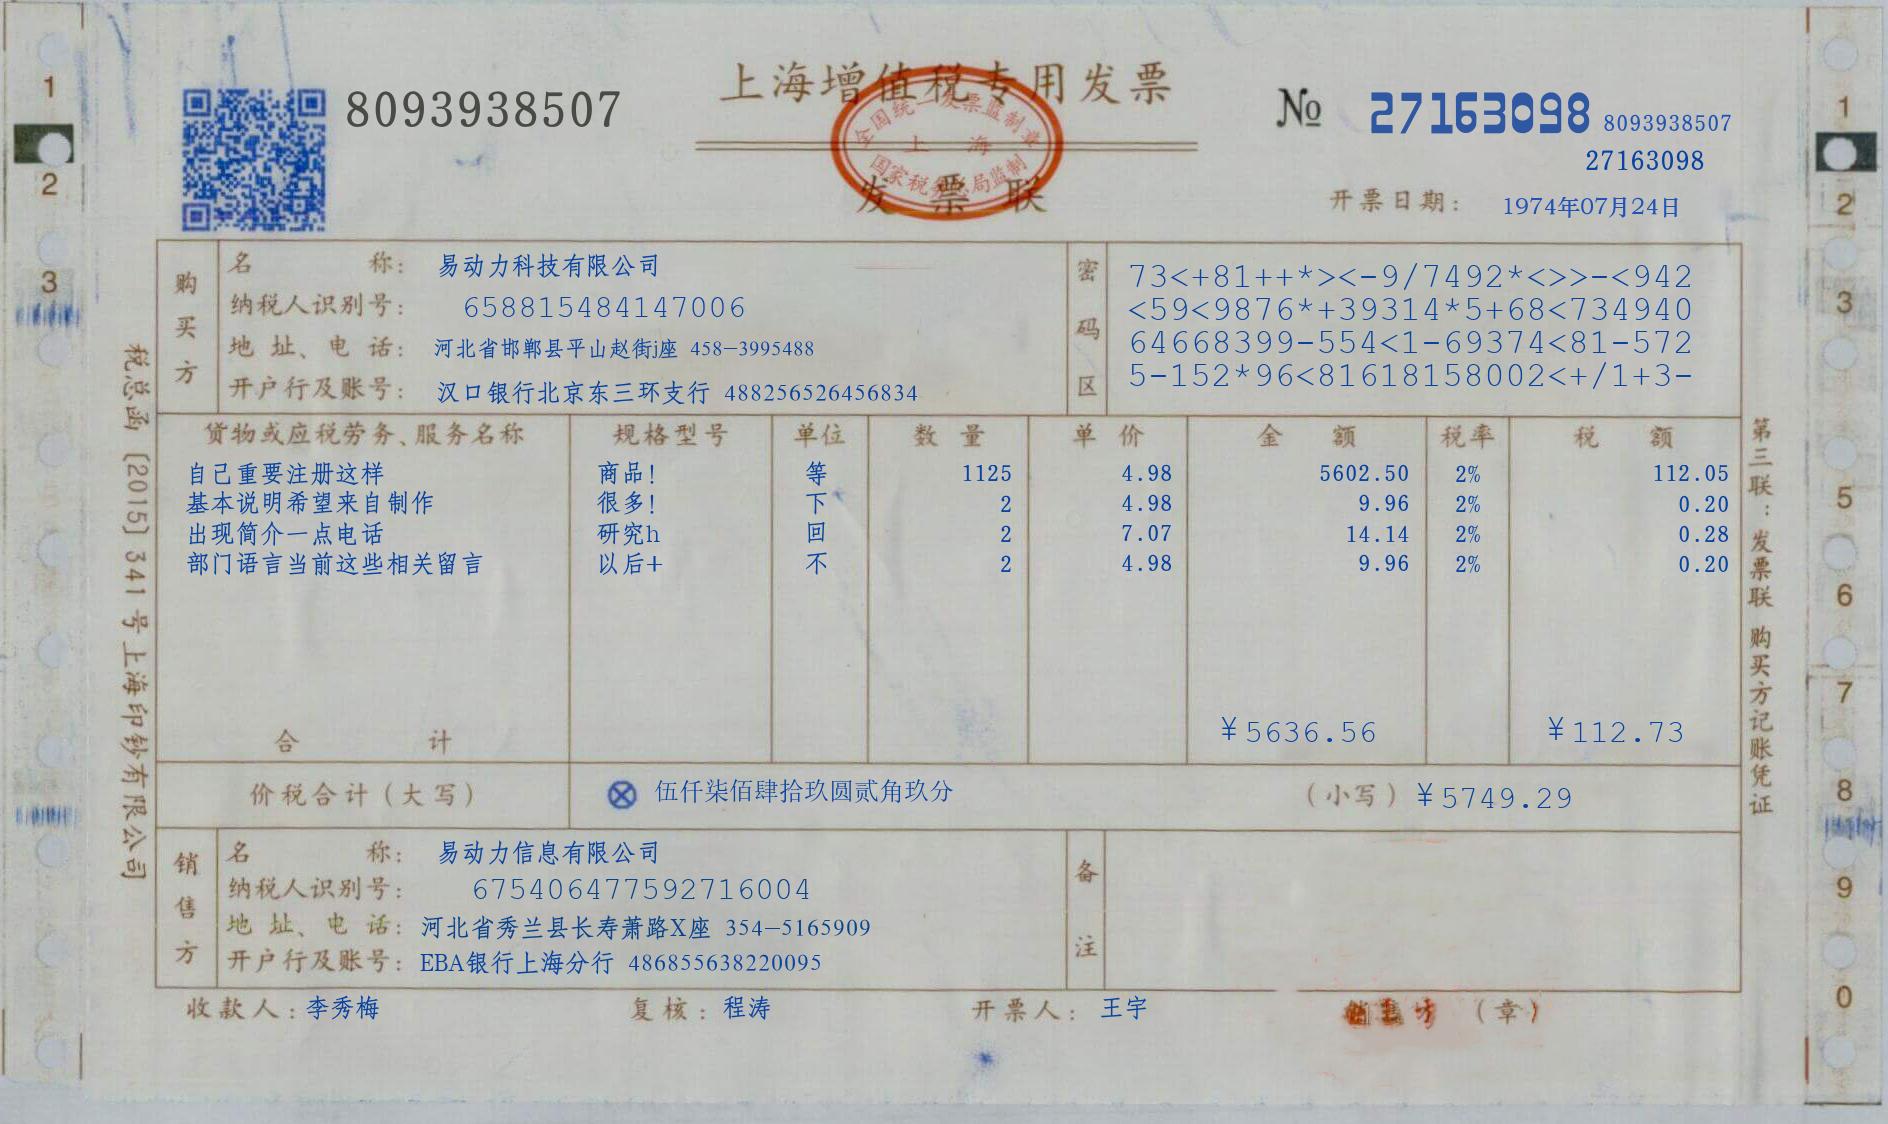 上海增值税专用发票
发票联
全国统一发票监制章
上海
国家税务总局监制
8093938507
№ 27163098 8093938507
27163098
开票日期: 1974年07月24日
购买方
名称: 易动力科技有限公司
纳税人识别号: 658815484147006
地址、电话: 河北省邯郸县平山赵街j座 458-3995488
开户行及账号: 汉口银行北京东三环支行 488256526456834
密码区
73<+81++*><-9/7492*<>>-<942
<59<9876*+39314*5+68<734940
64668399-554<1-69374<81-572
5-152*96<81618158002<+/1+3-
货物或应税劳务、服务名称 规格型号 单位 数量 单价 金额 税率 税额
自己重要注册这样 商品! 等 1125 4.98 5602.50 2% 112.05
基本说明希望来自制作 很多! 下 2 4.98 9.96 2% 0.20
出现简介一点电话 研究h 回 2 7.07 14.14 2% 0.28
部门语言当前这些相关留言 以后+ 不 2 4.98 9.96 2% 0.20
合计 ¥5636.56 ¥112.73
价税合计(大写) ⊗ 伍仟柒佰肆拾玖圆贰角玖分 (小写) ¥5749.29
销售方
名称: 易动力信息有限公司
纳税人识别号: 675406477592716004
地址、电话: 河北省秀兰县长寿萧路X座 354-5165909
开户行及账号: EBA银行上海分行 486855638220095
备注
收款人: 李秀梅 复核: 程涛 开票人: 王宇 (章)
税总函〔2015〕341号上海印钞有限公司
第三联:发票联 购买方记账凭证
1
2
3
1
2
3
5
6
7
8
9
0